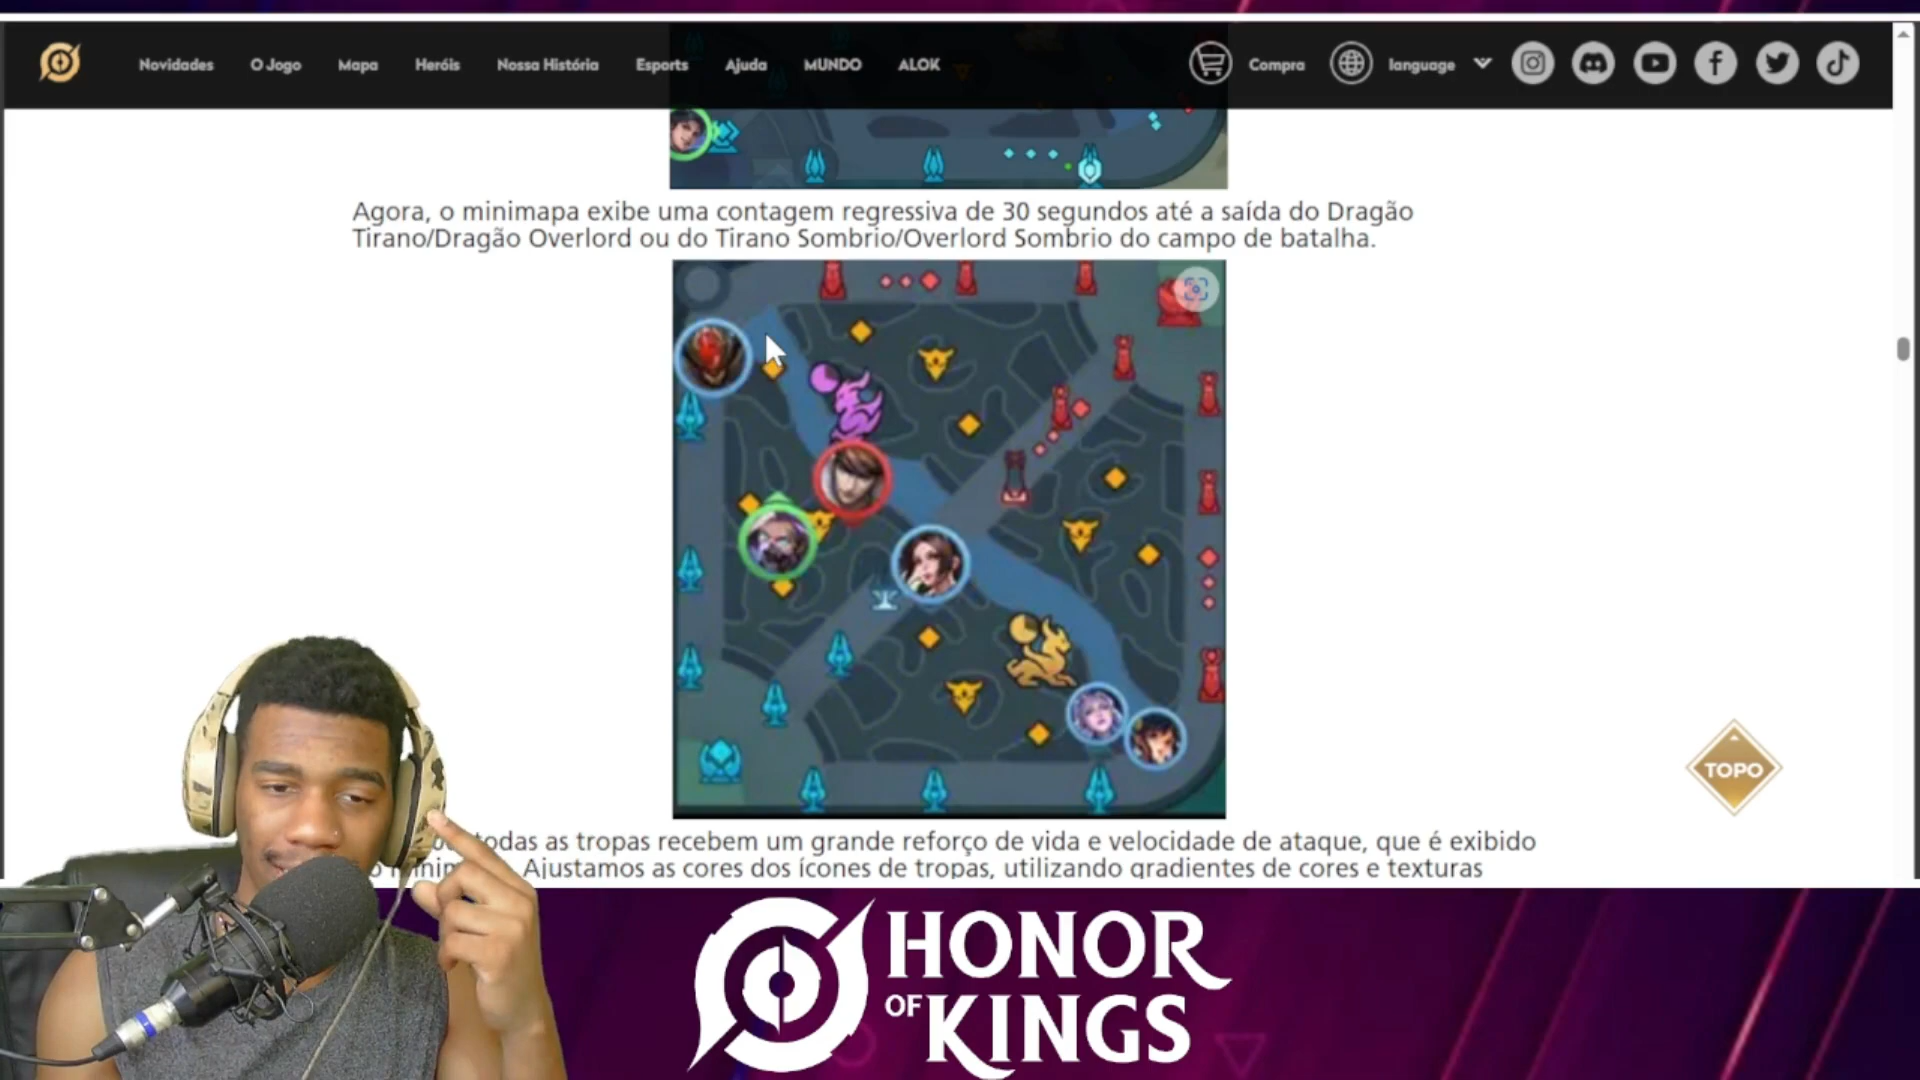 Novidades O Jogo Mapa Heróis Nossa História Esports Ajuda MUNDO ALOK Compra language
Agora, o minimapa exibe uma contagem regressiva de 30 segundos até a saída do Dragão
Tirano/Dragão Overlord ou do Tirano Sombrio/Overlord Sombrio do campo de batalha.
TOPO
todas as tropas recebem um grande reforço de vida e velocidade de ataque, que é exibido
Ajustamos as cores dos ícones de tropas, utilizando gradientes de cores e texturas
HONOR
OF KINGS